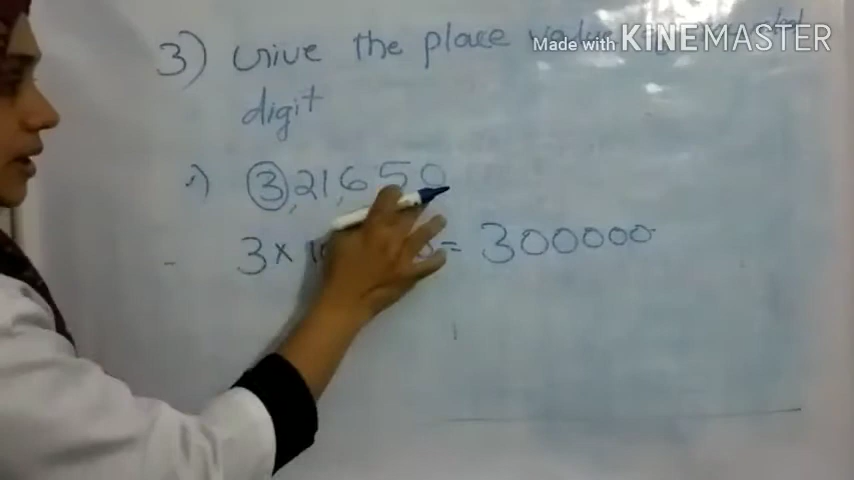 3) Give the place
Made with KINEMASTER
digit
3,21,650
3 × = 300000